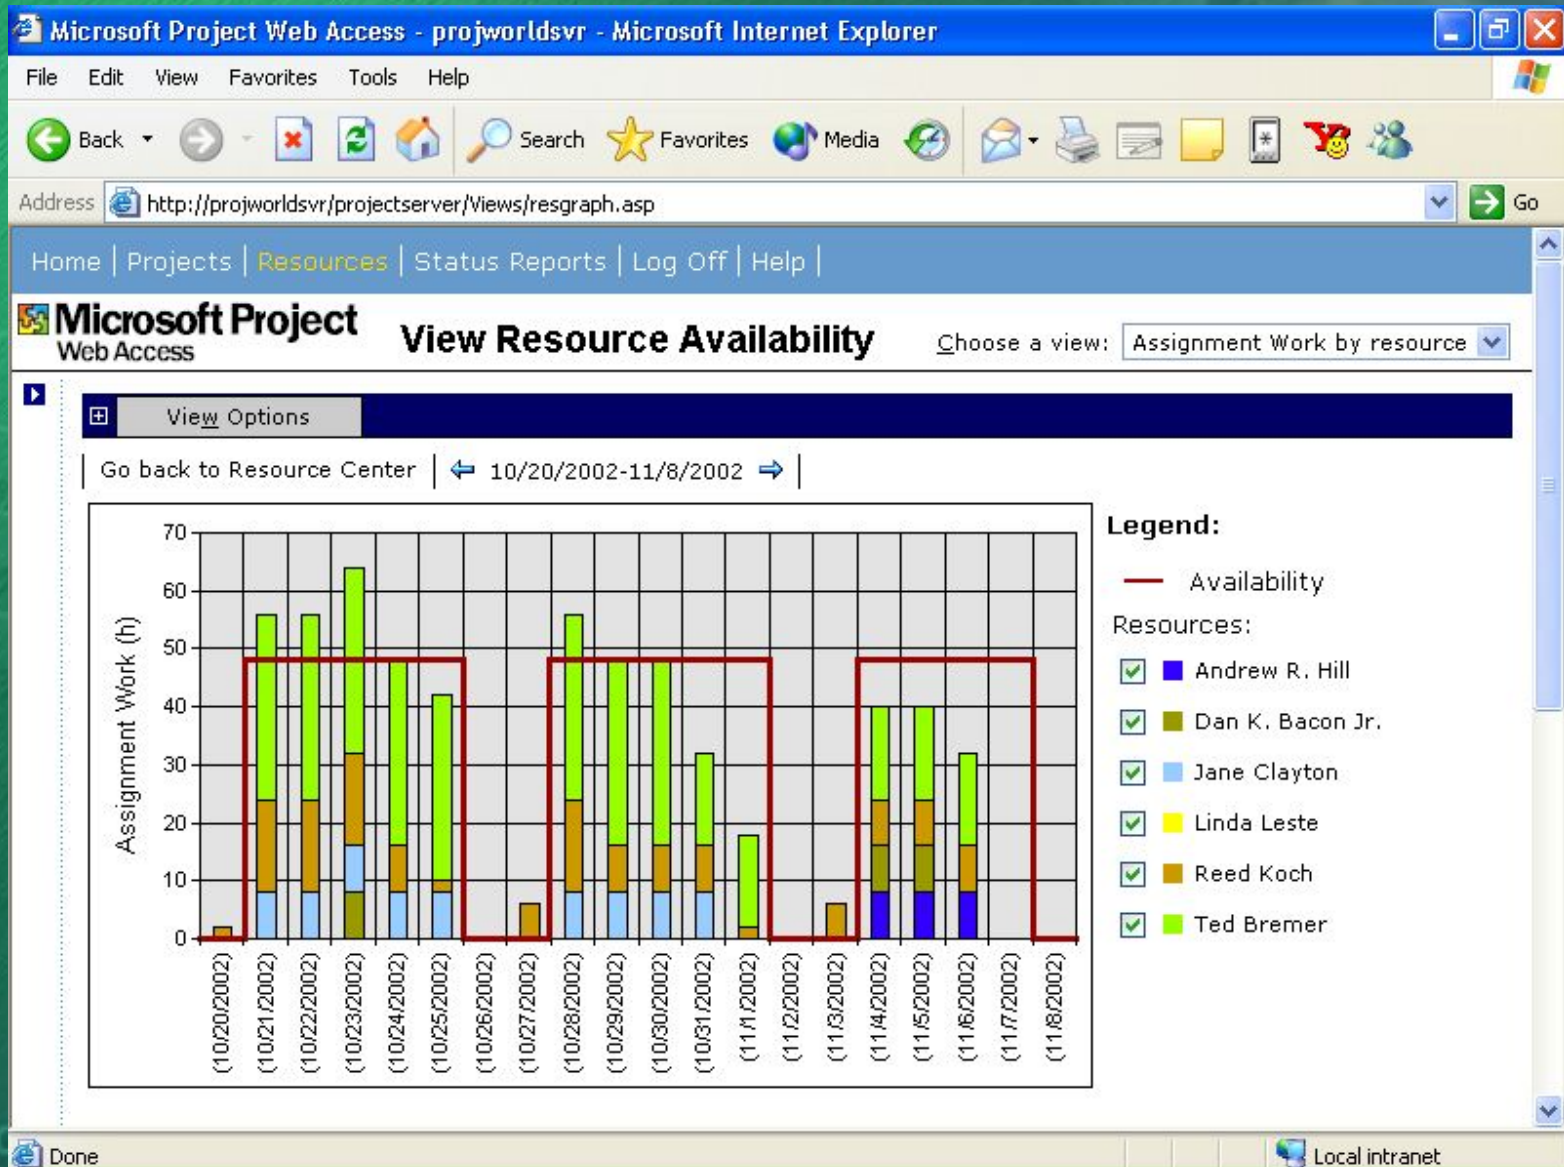 Microsoft Project Web Access - projworldsvr - Microsoft Internet Explorer
File Edit View Favorites Tools Help
Back Search Favorites Media
Address http://projworldsvr/projectserver/Views/resgraph.asp Go
Home | Projects | Resources | Status Reports | Log Off | Help |
Microsoft Project
Web Access
View Resource Availability
Choose a view: Assignment Work by resource
View Options
Go back to Resource Center | 10/20/2002-11/8/2002
Assignment Work (h)
70
60
50
40
30
20
10
0
(10/20/2002)
(10/21/2002)
(10/22/2002)
(10/23/2002)
(10/24/2002)
(10/25/2002)
(10/26/2002)
(10/27/2002)
(10/28/2002)
(10/29/2002)
(10/30/2002)
(10/31/2002)
(11/1/2002)
(11/2/2002)
(11/3/2002)
(11/4/2002)
(11/5/2002)
(11/6/2002)
(11/7/2002)
(11/8/2002)
Legend:
Availability
Resources:
Andrew R. Hill
Dan K. Bacon Jr.
Jane Clayton
Linda Leste
Reed Koch
Ted Bremer
Done
Local intranet